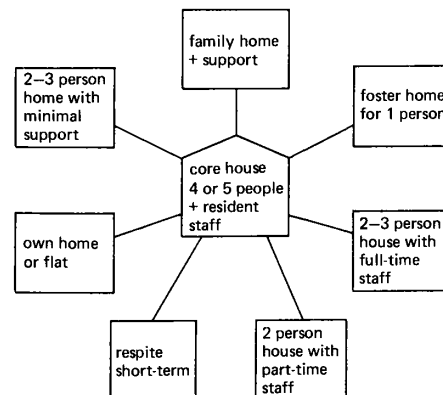 family home
+ support
2–3 person
home with
minimal
support
foster home
for 1 person
core house
4 or 5 people
+ resident
staff
own home
or flat
2–3 person
house with
full-time
staff
respite
short-term
2 person
house with
part-time
staff